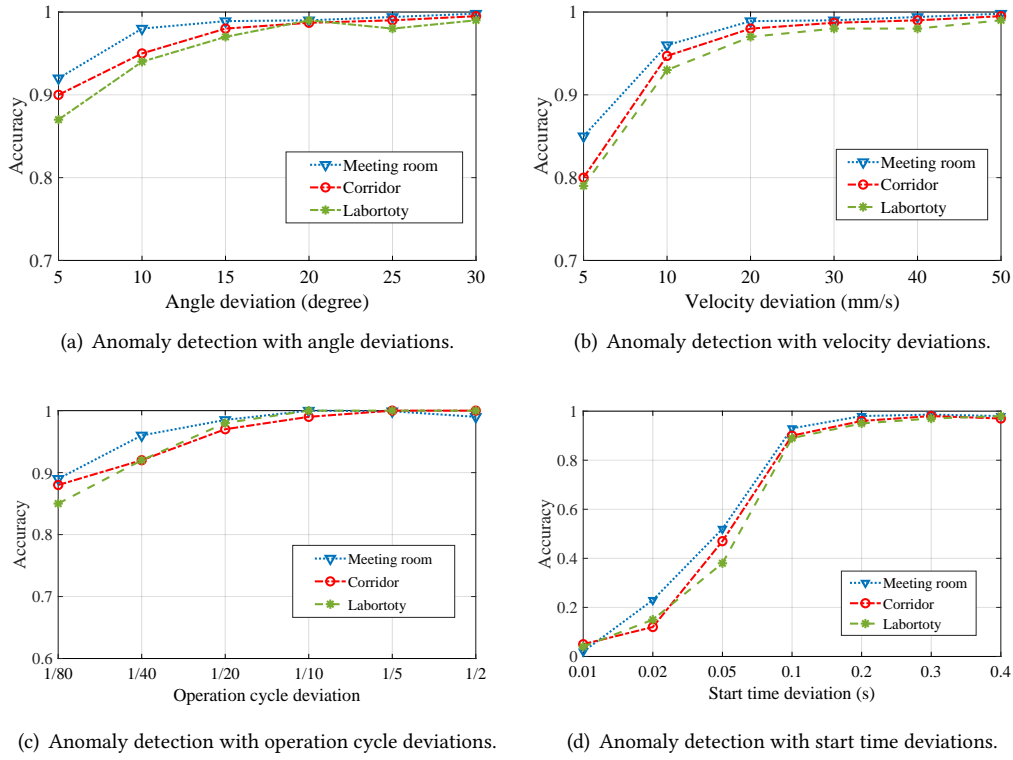 1
0.9
0.8
0.7
Accuracy
Meeting room
Corridor
Labortoty
5 10 15 20 25 30
Angle deviation (degree)
(a) Anomaly detection with angle deviations.
1
0.9
0.8
0.7
Accuracy
Meeting room
Corridor
Labortoty
5 10 20 30 40 50
Velocity deviation (mm/s)
(b) Anomaly detection with velocity deviations.
1
0.9
0.8
0.7
0.6
Accuracy
Meeting room
Corridor
Labortoty
1/80 1/40 1/20 1/10 1/5 1/2
Operation cycle deviation
(c) Anomaly detection with operation cycle deviations.
1
0.8
0.6
0.4
0.2
0
Accuracy
Meeting room
Corridor
Labortoty
0.01 0.02 0.05 0.1 0.2 0.3 0.4
Start time deviation (s)
(d) Anomaly detection with start time deviations.